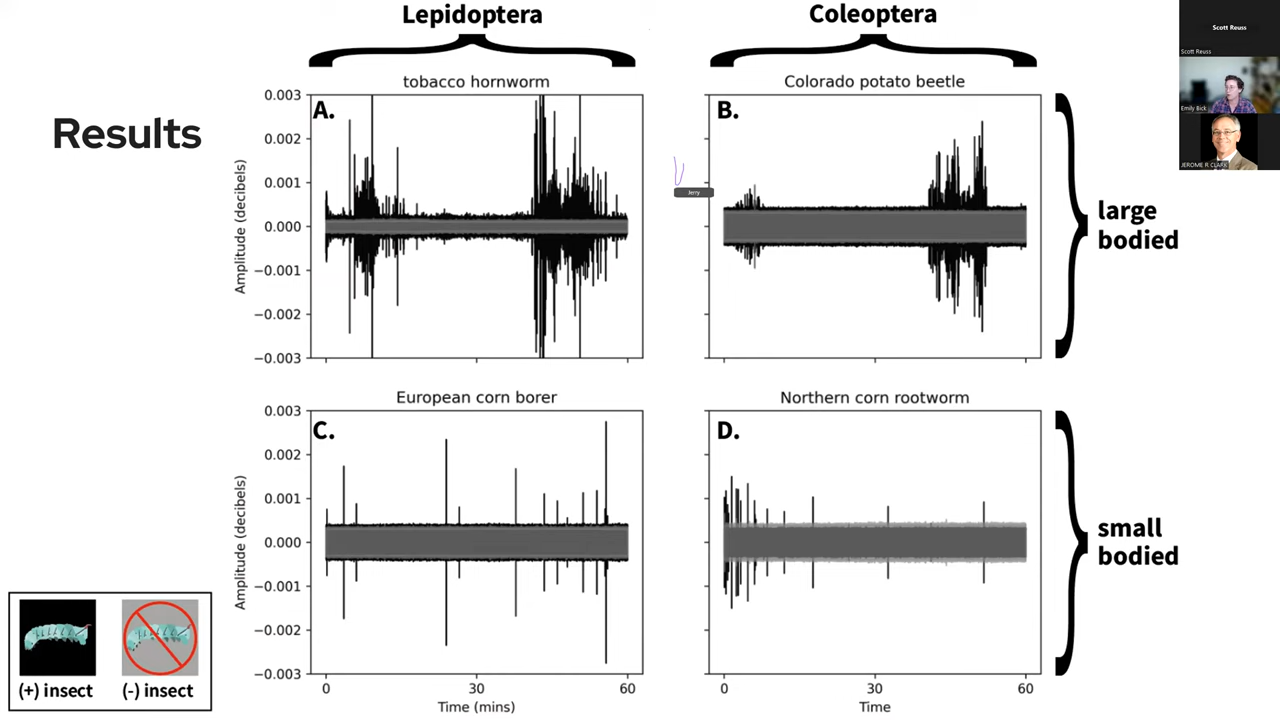 Lepidoptera
Coleoptera
Results
tobacco hornworm
Colorado potato beetle
A.
B.
0.003
0.002
0.001
0.000
−0.001
−0.002
−0.003
Amplitude (decibels)
large
bodied
European corn borer
Northern corn rootworm
C.
D.
0.003
0.002
0.001
0.000
−0.001
−0.002
−0.003
Amplitude (decibels)
small
bodied
0
30
60
Time (mins)
0
30
60
Time
(+) insect
(-) insect
Jerry
Scott Reuss
Scott Reuss
Emily Bick
JEROME R CLARK